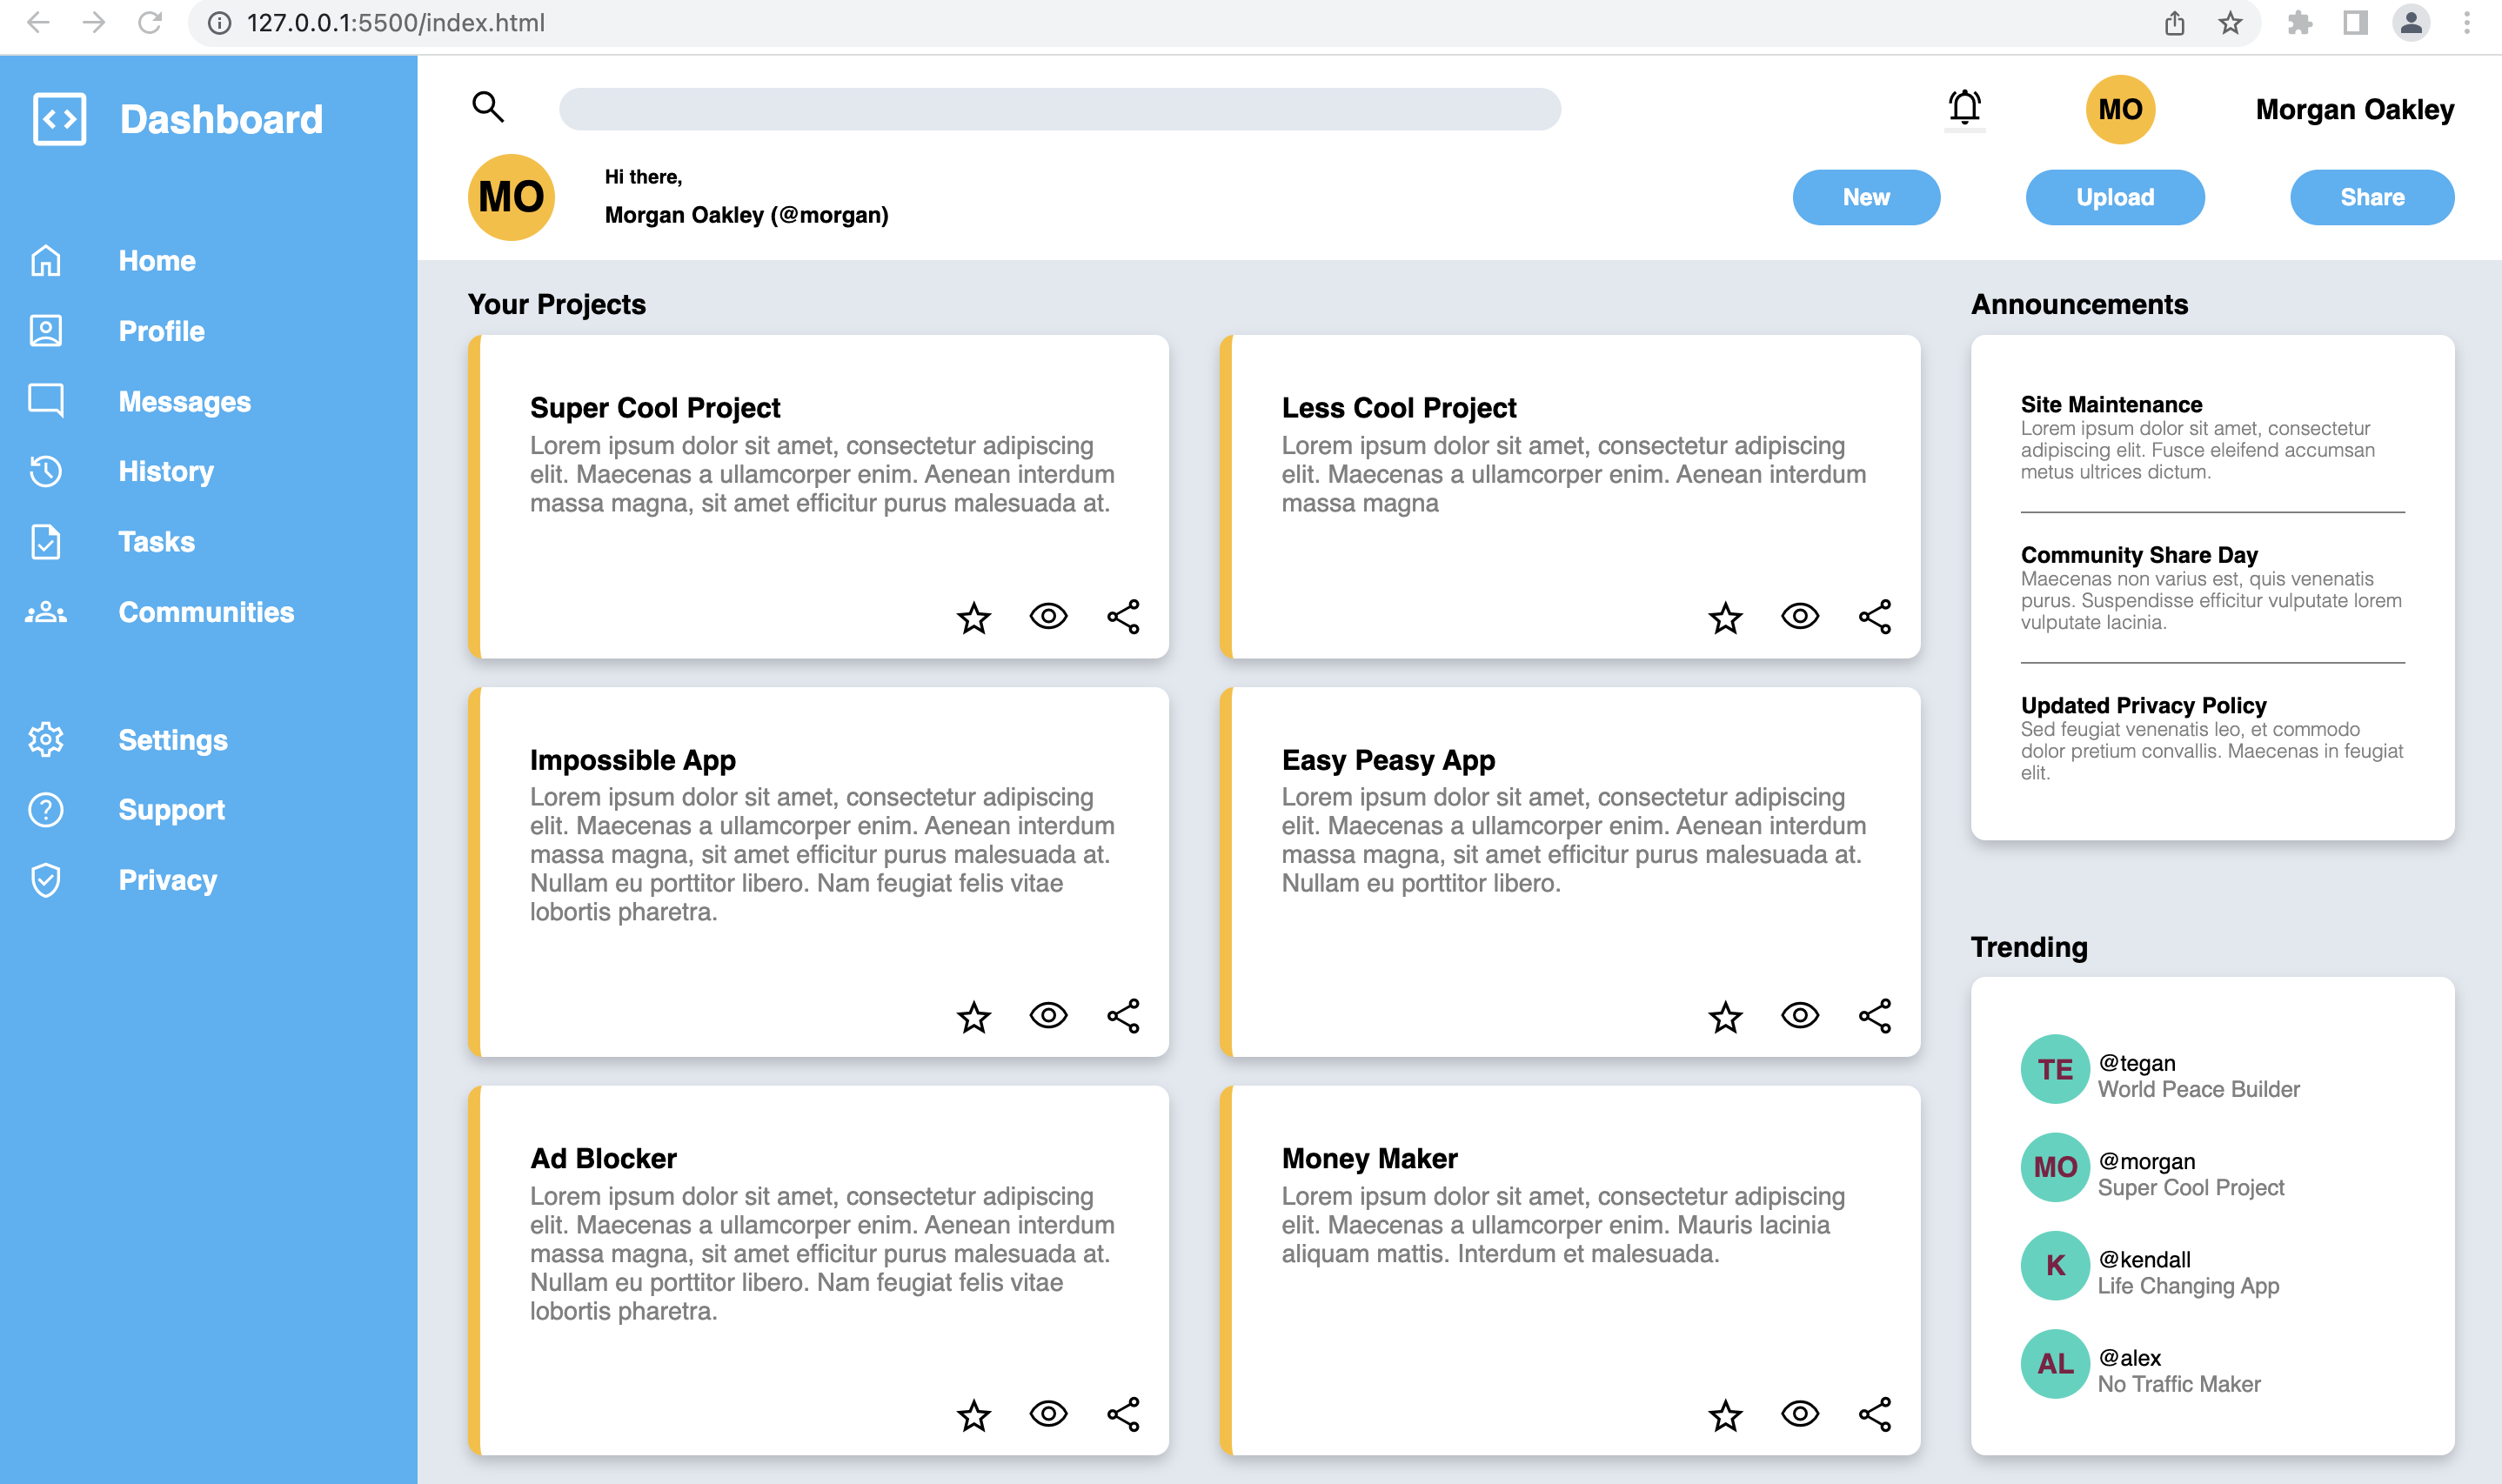 127.0.0.1:5500/index.html
Dashboard
Home
Profile
Messages
History
Tasks
Communities
Settings
Support
Privacy
MO
Morgan Oakley
MO
Hi there,
Morgan Oakley (@morgan)
New
Upload
Share
Your Projects
Super Cool Project
Lorem ipsum dolor sit amet, consectetur adipiscing
elit. Maecenas a ullamcorper enim. Aenean interdum
massa magna, sit amet efficitur purus malesuada at.
Less Cool Project
Lorem ipsum dolor sit amet, consectetur adipiscing
elit. Maecenas a ullamcorper enim. Aenean interdum
massa magna
Impossible App
Lorem ipsum dolor sit amet, consectetur adipiscing
elit. Maecenas a ullamcorper enim. Aenean interdum
massa magna, sit amet efficitur purus malesuada at.
Nullam eu porttitor libero. Nam feugiat felis vitae
lobortis pharetra.
Easy Peasy App
Lorem ipsum dolor sit amet, consectetur adipiscing
elit. Maecenas a ullamcorper enim. Aenean interdum
massa magna, sit amet efficitur purus malesuada at.
Nullam eu porttitor libero.
Ad Blocker
Lorem ipsum dolor sit amet, consectetur adipiscing
elit. Maecenas a ullamcorper enim. Aenean interdum
massa magna, sit amet efficitur purus malesuada at.
Nullam eu porttitor libero. Nam feugiat felis vitae
lobortis pharetra.
Money Maker
Lorem ipsum dolor sit amet, consectetur adipiscing
elit. Maecenas a ullamcorper enim. Mauris lacinia
aliquam mattis. Interdum et malesuada.
Announcements
Site Maintenance
Lorem ipsum dolor sit amet, consectetur
adipiscing elit. Fusce eleifend accumsan
metus ultrices dictum.
Community Share Day
Maecenas non varius est, quis venenatis
purus. Suspendisse efficitur vulputate lorem
vulputate lacinia.
Updated Privacy Policy
Sed feugiat venenatis leo, et commodo
dolor pretium convallis. Maecenas in feugiat
elit.
Trending
TE
@tegan
World Peace Builder
MO
@morgan
Super Cool Project
K
@kendall
Life Changing App
AL
@alex
No Traffic Maker